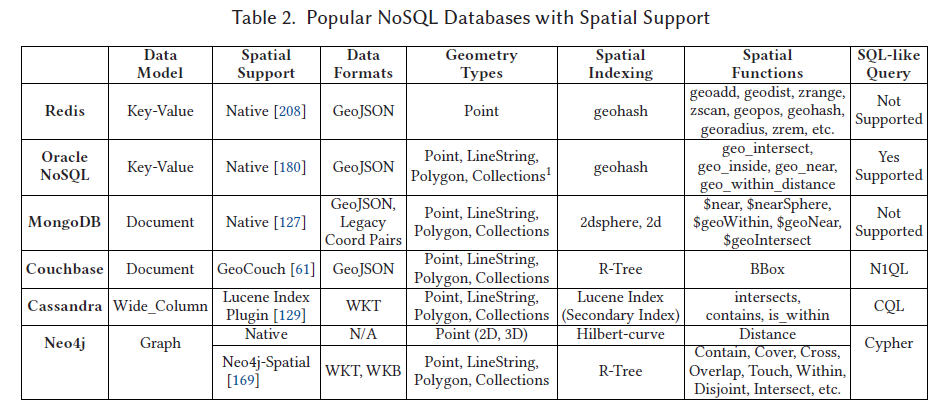 Table 2. Popular NoSQL Databases with Spatial Support
Data Model Spatial Support Data Formats Geometry Types Spatial Indexing Spatial Functions SQL-like Query
Redis Key-Value Native [208] GeoJSON Point geohash geoadd, geodist, zrange, zscan, geopos, geohash, georadius, zrem, etc. Not Supported
Oracle NoSQL Key-Value Native [180] GeoJSON Point, LineString, Polygon, Collections1 geohash geo_intersect, geo_inside, geo_near, geo_within_distance Yes Supported
MongoDB Document Native [127] GeoJSON, Legacy Coord Pairs Point, LineString, Polygon, Collections 2dsphere, 2d $near, $nearSphere, $geoWithin, $geoNear, $geoIntersect Not Supported
Couchbase Document GeoCouch [61] GeoJSON Point, LineString, Polygon, Collections R-Tree BBox N1QL
Cassandra Wide_Column Lucene Index Plugin [129] WKT Point, LineString, Polygon, Collections Lucene Index (Secondary Index) intersects, contains, is_within CQL
Neo4j Graph Native N/A Point (2D, 3D) Hilbert-curve Distance Cypher
Neo4j-Spatial [169] WKT, WKB Point, LineString, Polygon, Collections R-Tree Contain, Cover, Cross, Overlap, Touch, Within, Disjoint, Intersect, etc.